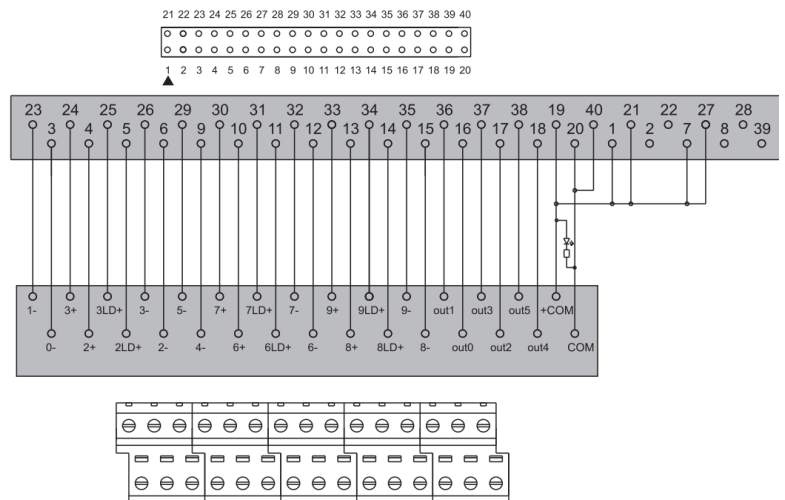 21 22 23 24 25 26 27 28 29 30 31 32 33 34 35 36 37 38 39 40
1 2 3 4 5 6 7 8 9 10 11 12 13 14 15 16 17 18 19 20
23 24 25 26 29 30 31 32 33 34 35 36 37 38 19 40 21 22 27 28
3 4 5 6 9 10 11 12 13 14 15 16 17 18 20 1 2 7 8 39
1- 3+ 3LD+ 3- 5- 7+ 7LD+ 7- 9+ 9LD+ 9- out1 out3 out5 +COM
0- 2+ 2LD+ 2- 4- 6+ 6LD+ 6- 8+ 8LD+ 8- out0 out2 out4 COM